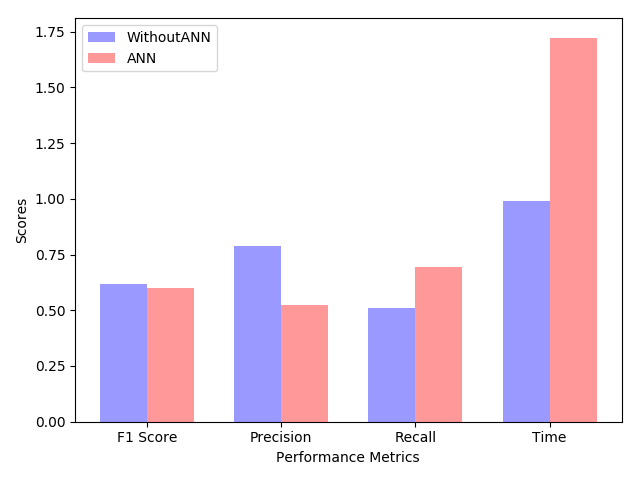 WithoutANN
ANN
1.75
1.50
1.25
1.00
0.75
0.50
0.25
0.00
Scores
F1 Score Precision Recall Time
Performance Metrics